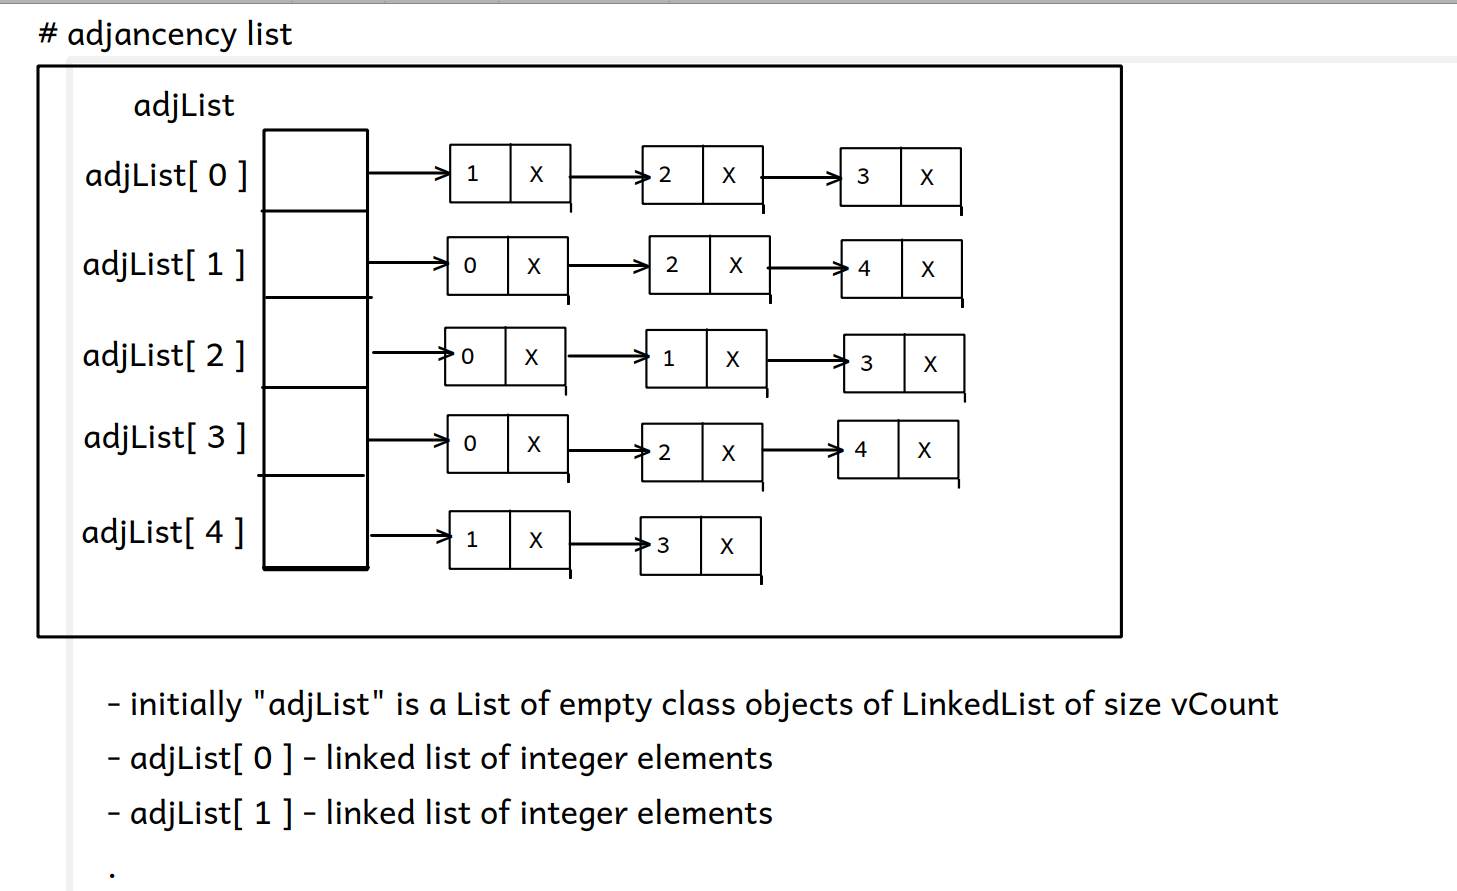 # adjancency list
adjList
adjList[ 0 ] 1 X 2 X 3 X
adjList[ 1 ] 0 X 2 X 4 X
adjList[ 2 ] 0 X 1 X 3 X
adjList[ 3 ] 0 X 2 X 4 X
adjList[ 4 ] 1 X 3 X
- initially "adjList" is a List of empty class objects of LinkedList of size vCount
- adjList[ 0 ] - linked list of integer elements
- adjList[ 1 ] - linked list of integer elements
.